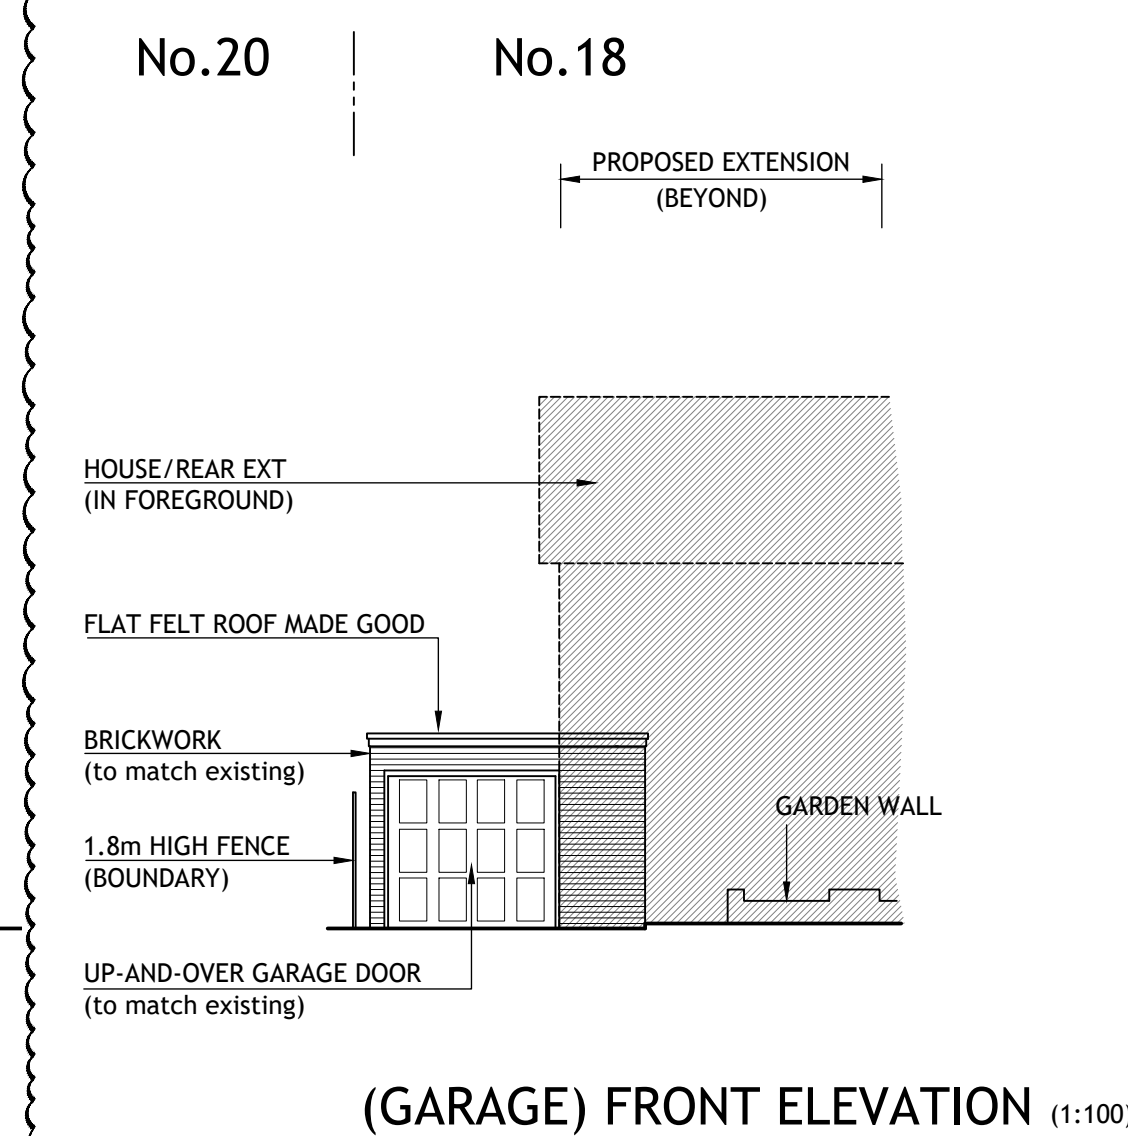 No.20
No.18
PROPOSED EXTENSION
(BEYOND)
HOUSE/REAR EXT
(IN FOREGROUND)
FLAT FELT ROOF MADE GOOD
BRICKWORK
(to match existing)
GARDEN WALL
1.8m HIGH FENCE
(BOUNDARY)
UP-AND-OVER GARAGE DOOR
(to match existing)
(GARAGE) FRONT ELEVATION (1:100)